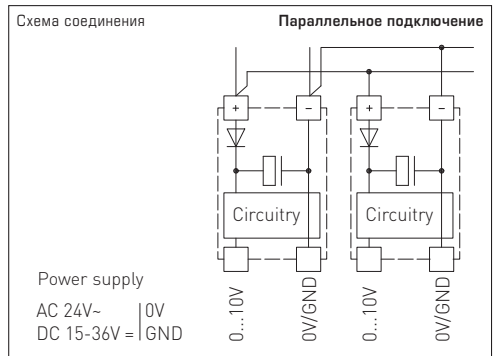 Схема соединения
Параллельное подключение
+ − + −
Circuitry Circuitry
Power supply
AC 24V~ 0V
DC 15-36V = GND
0...10V
0V/GND
0...10V
0V/GND